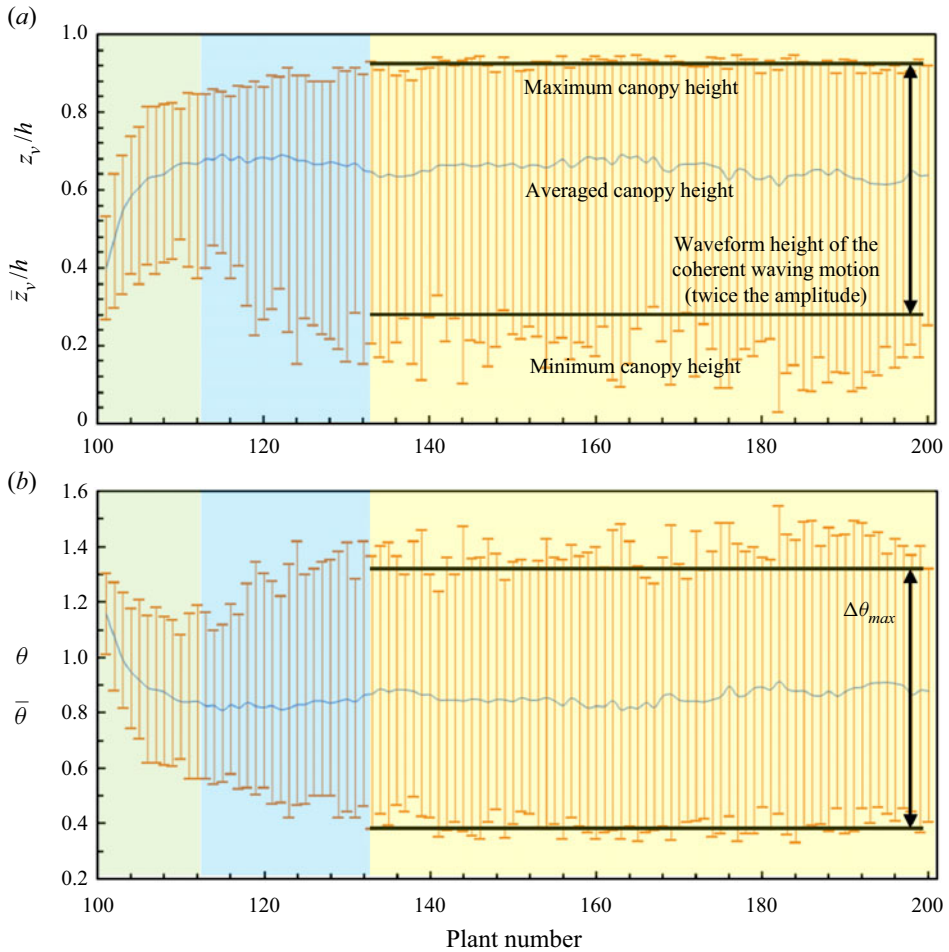 (a)
1.0
0.8
0.6
0.4
0.2
0
z_v/h
z̄_v/h
Maximum canopy height
Averaged canopy height
Waveform height of the
coherent waving motion
(twice the amplitude)
Minimum canopy height
100 120 140 160 182 200
(b)
1.6
1.4
1.2
1.0
0.8
0.6
0.4
0.2
θ
θ̄
Δθ_max
100 120 140 160 182 200
Plant number